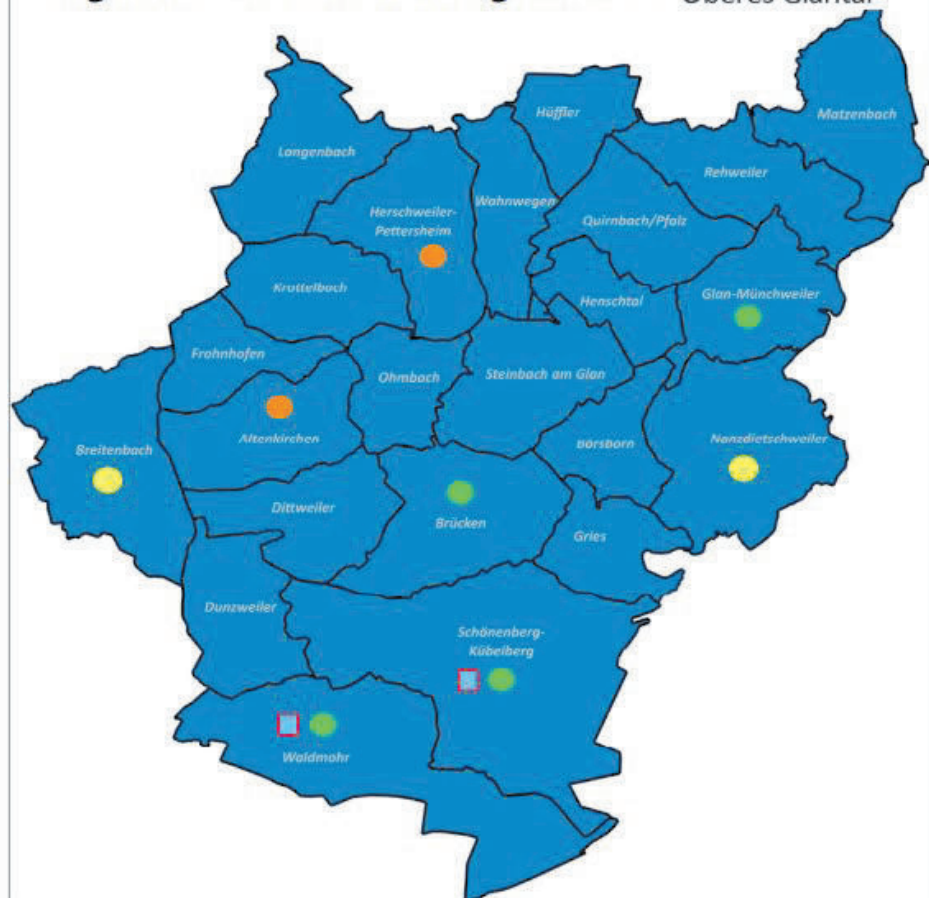 Oberes Glantal
Matzenbach
Hüffler
Langenbach
Rehweiler
Wahnwegen
Herschweiler-
Pettersheim
Quirnbach/Pfalz
Krottelbach
Henschtal
Glan-Münchweiler
Frohnhofen
Ohmbach
Steinbach am Glan
Altenkirchen
Börsborn
Nanzdietschweiler
Breitenbach
Dittweiler
Brücken
Gries
Dunzweiler
Schönenberg-
Kübelberg
Waldmohr